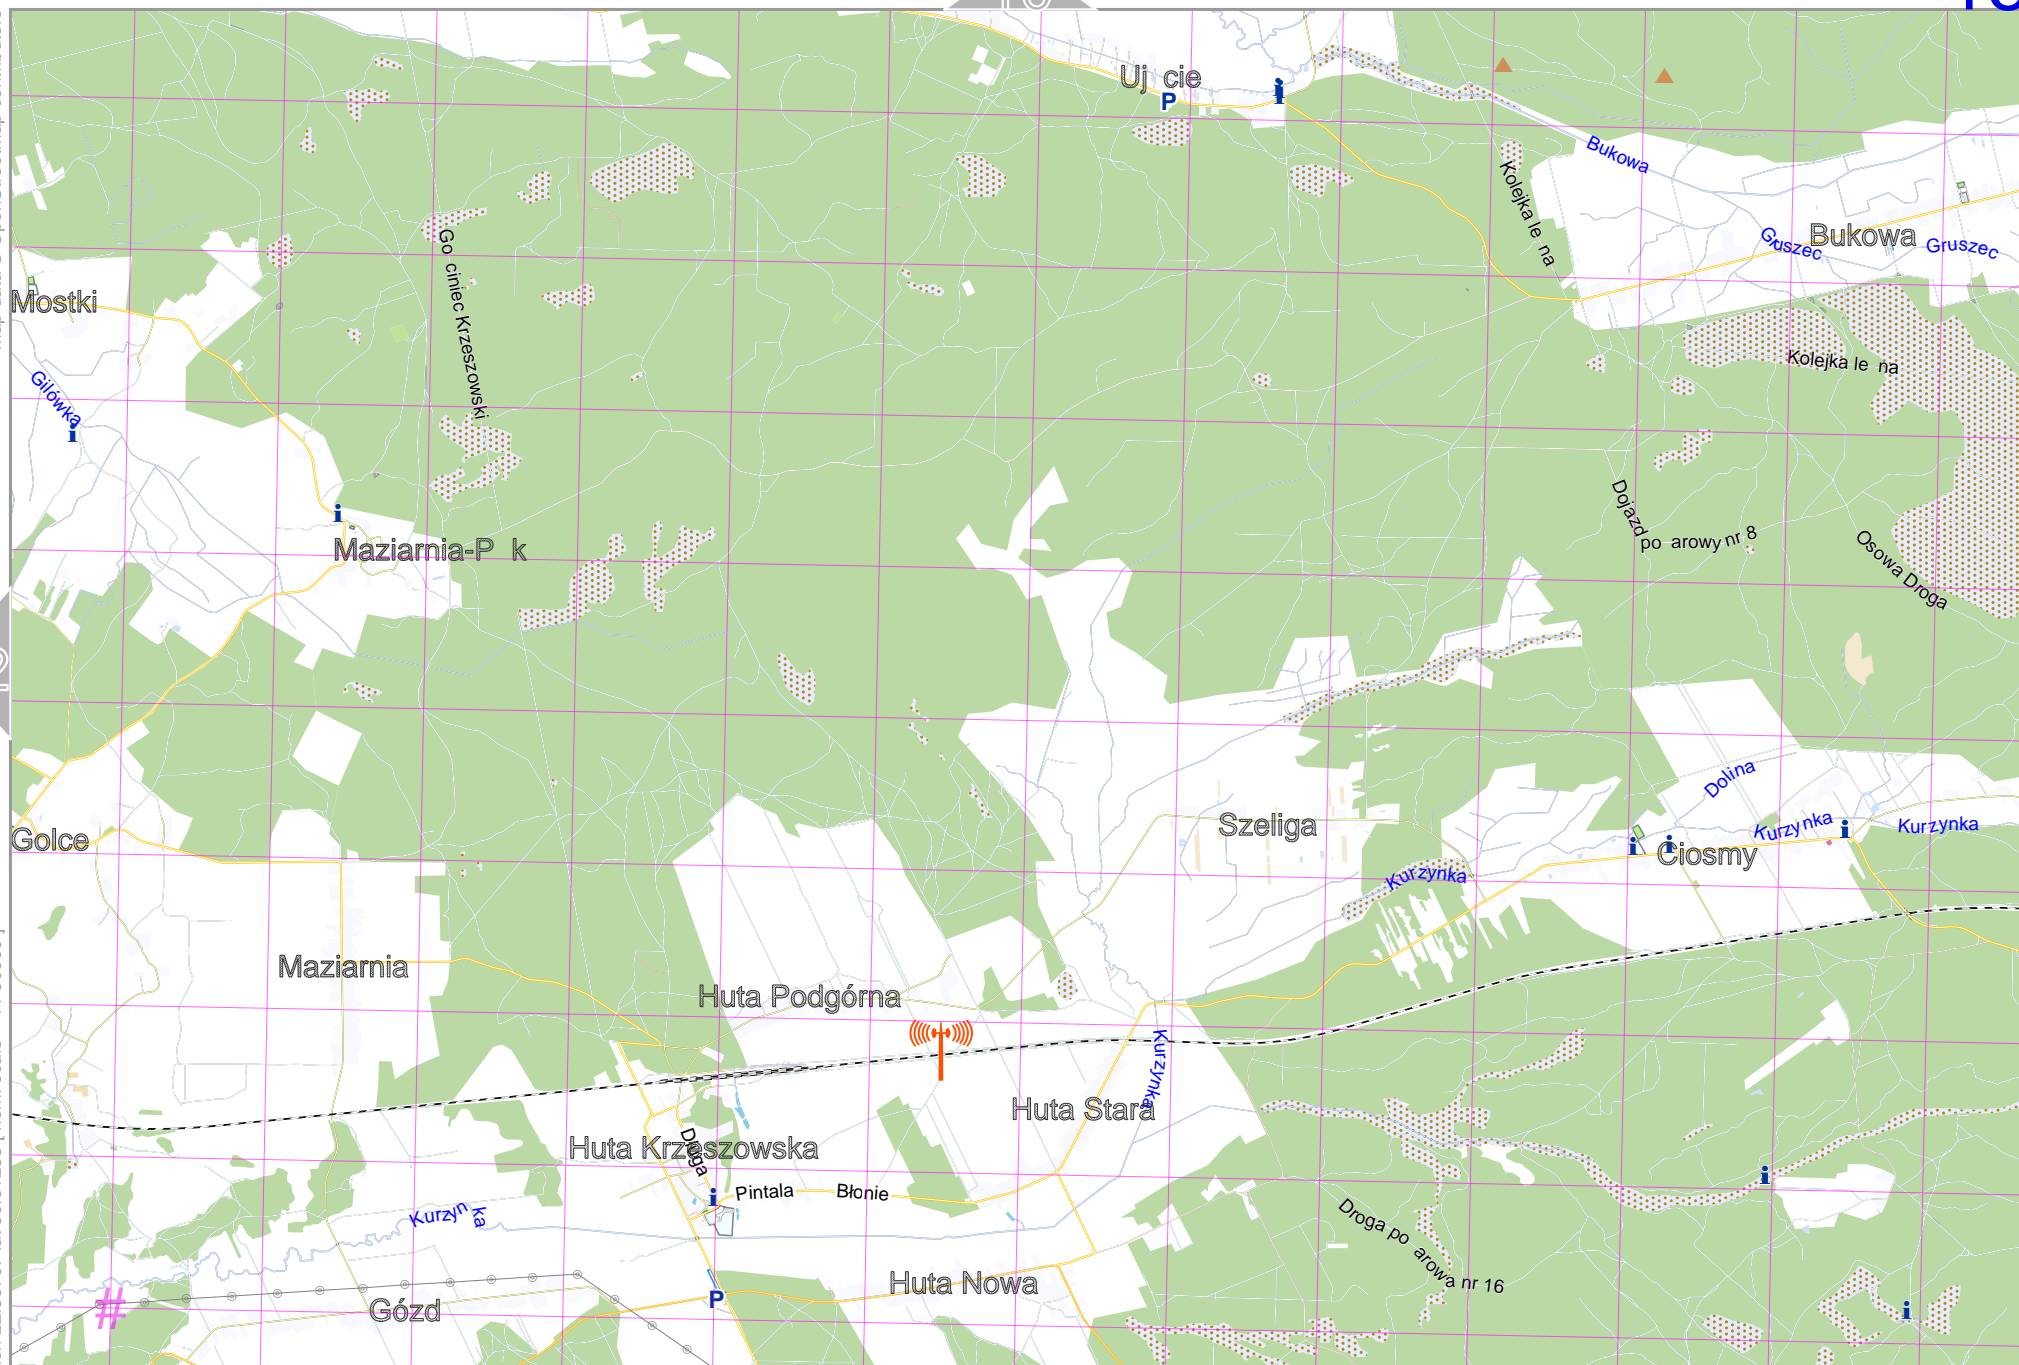 Uj cie
P
Bukowa
Kolejka le na
Gruszec
Bukowa
Gruszec
Go ciniec Krzeszowski
Mostki
Kolejka le na
Gilówka
Dojazd
po arowy nr 8
Osowa Droga
Maziarnia-P k
Dolina
Szeliga
Kurzynka
Kurzynka
Golce
Ciosmy
Kurzynka
Maziarnia
Huta Podgórna
Kurzynka
Huta Stara
Huta Krzeszowska
Droga
Pintala
Błonie
Kurzyn ka
Droga po arowa nr 16
Huta Nowa
P
Gózd
#